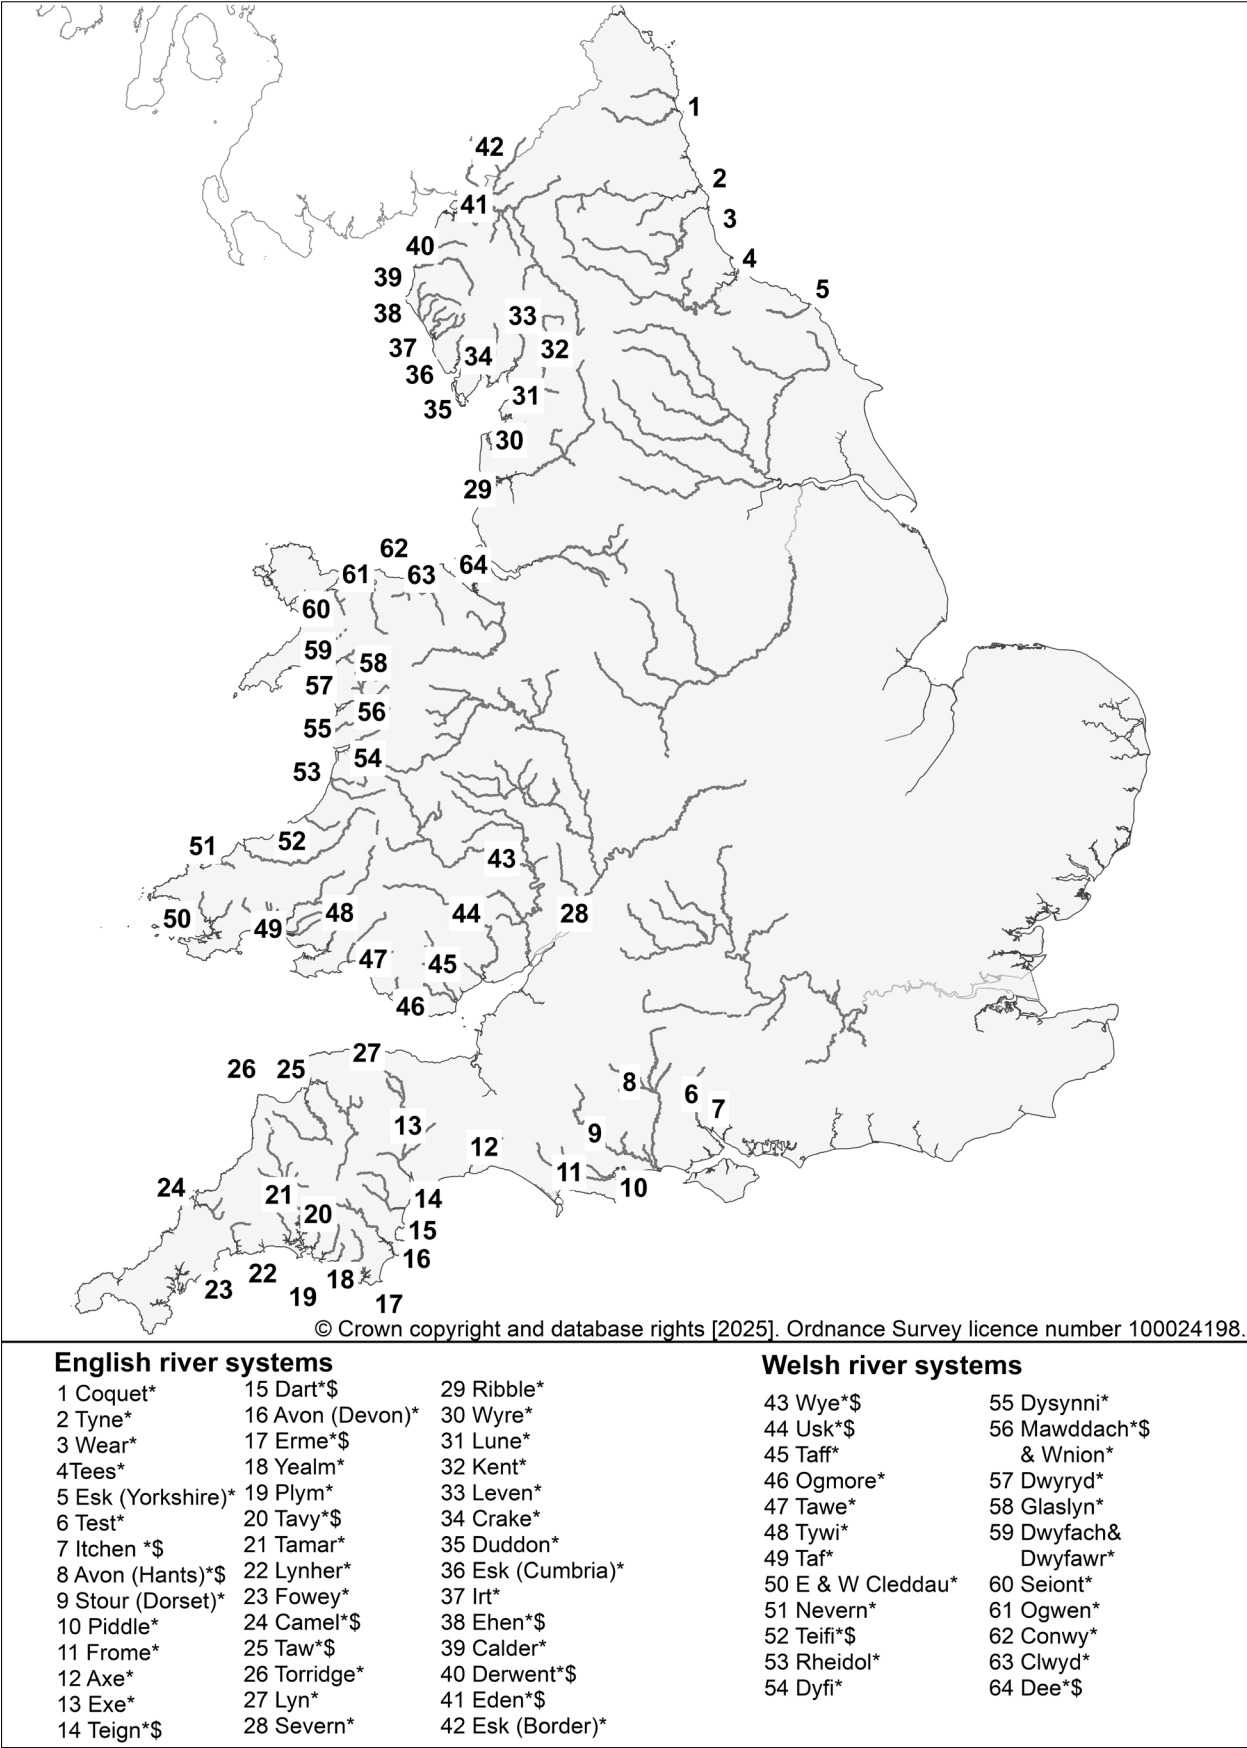 1
42
2
41
3
40
4
39
5
38
33
37
34
32
36
31
35
30
29
62
64
61
63
60
59
58
57
56
55
54
53
51
52
43
50
49
48
44
28
47
45
46
27
26
25
8
6
7
13
9
12
24
21
11
10
14
20
15
16
22
18
23
19
17
© Crown copyright and database rights [2025]. Ordnance Survey licence number 100024198.
English river systems
1 Coquet*
2 Tyne*
3 Wear*
4Tees*
5 Esk (Yorkshire)*
6 Test*
7 Itchen *$
8 Avon (Hants)*$
9 Stour (Dorset)*
10 Piddle*
11 Frome*
12 Axe*
13 Exe*
14 Teign*$
15 Dart*$
16 Avon (Devon)*
17 Erme*$
18 Yealm*
19 Plym*
20 Tavy*$
21 Tamar*
22 Lynher*
23 Fowey*
24 Camel*$
25 Taw*$
26 Torridge*
27 Lyn*
28 Severn*
29 Ribble*
30 Wyre*
31 Lune*
32 Kent*
33 Leven*
34 Crake*
35 Duddon*
36 Esk (Cumbria)*
37 Irt*
38 Ehen*$
39 Calder*
40 Derwent*$
41 Eden*$
42 Esk (Border)*
Welsh river systems
43 Wye*$
44 Usk*$
45 Taff*
46 Ogmore*
47 Tawe*
48 Tywi*
49 Taf*
50 E & W Cleddau*
51 Nevern*
52 Teifi*$
53 Rheidol*
54 Dyfi*
55 Dysynni*
56 Mawddach*$
& Wnion*
57 Dwyryd*
58 Glaslyn*
59 Dwyfach&
Dwyfawr*
60 Seiont*
61 Ogwen*
62 Conwy*
63 Clwyd*
64 Dee*$